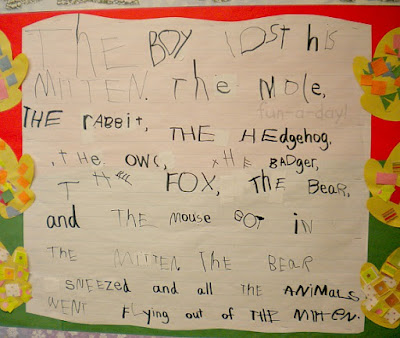 The BOY lost his
MITTEN. The MOLE,
fun-a-day!
THE rABBit, THE HEdgehog,
, tHe OWL, tHE BADger,
THE FOX, The BEAR,
and THE MOUSE GOT iN
THE MITTEN THE BEAR
SNEEZED and all THE ANiMALS
WENT FLying out oF THE MitteN.